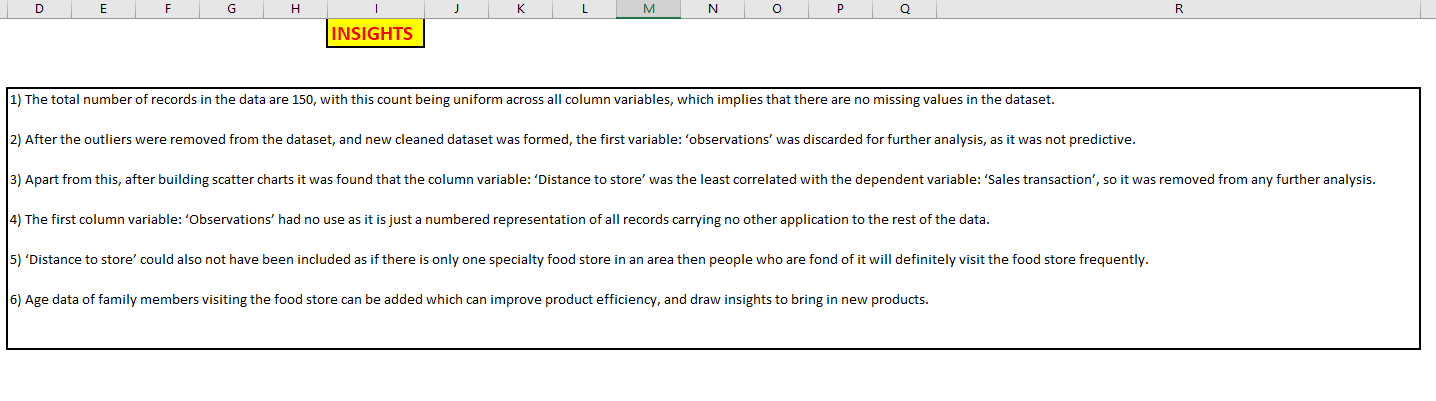 D E F G H I J K L M N O P Q R
INSIGHTS
1) The total number of records in the data are 150, with this count being uniform across all column variables, which implies that there are no missing values in the dataset.
2) After the outliers were removed from the dataset, and new cleaned dataset was formed, the first variable: ‘observations’ was discarded for further analysis, as it was not predictive.
3) Apart from this, after building scatter charts it was found that the column variable: ‘Distance to store’ was the least correlated with the dependent variable: ‘Sales transaction’, so it was removed from any further analysis.
4) The first column variable: ‘Observations’ had no use as it is just a numbered representation of all records carrying no other application to the rest of the data.
5) ‘Distance to store’ could also not have been included as if there is only one specialty food store in an area then people who are fond of it will definitely visit the food store frequently.
6) Age data of family members visiting the food store can be added which can improve product efficiency, and draw insights to bring in new products.